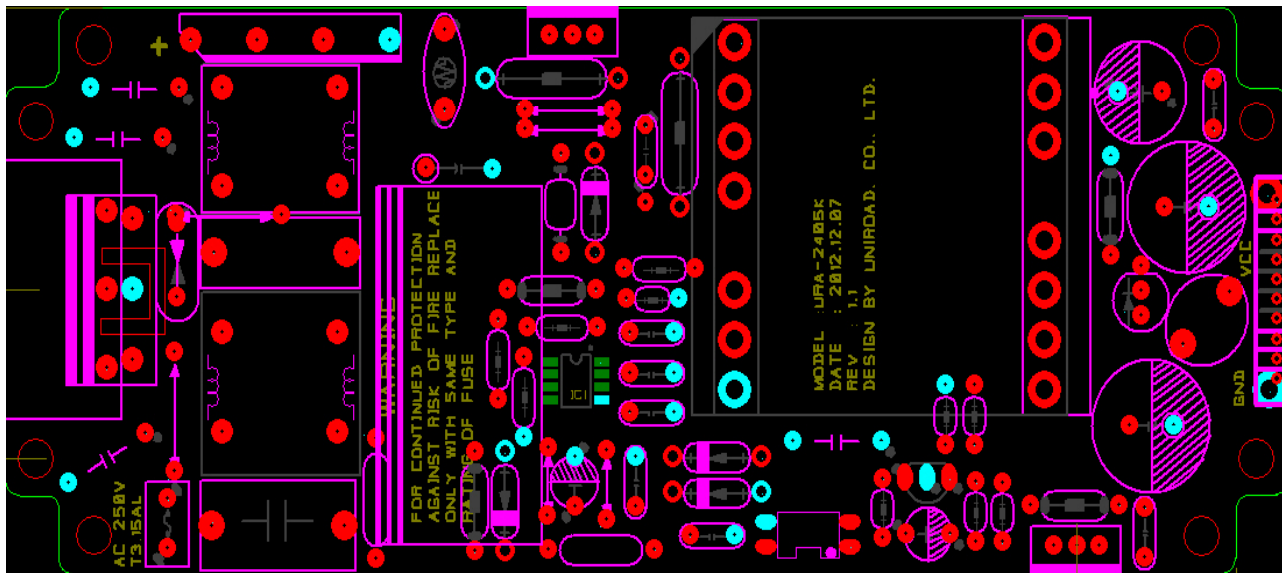 +
MODEL :URA-2405K
DATE : 2012.12.07
REV : 1.1
DESIGN BY UNIROAD. CO., LTD.
VCC
GND
WARNING
FOR CONTINUED PROTECTION
AGAINST RISK OF FIRE REPLACE
ONLY WITH SAME TYPE AND
RATING OF FUSE
IC1
AC 250V
T3.15AL